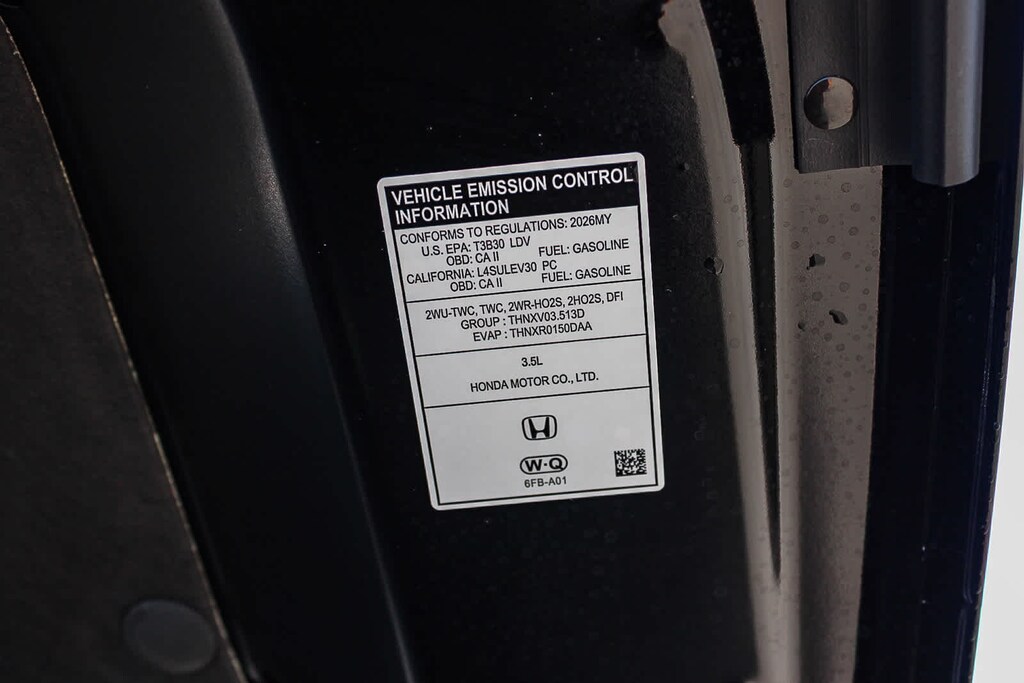 VEHICLE EMISSION CONTROL
INFORMATION
CONFORMS TO REGULATIONS: 2026MY
U.S. EPA: T3B30 LDV
OBD: CA II FUEL: GASOLINE
CALIFORNIA: L4SULEV30 PC
OBD: CA II FUEL: GASOLINE
2WU-TWC, TWC, 2WR-HO2S, 2HO2S, DFI
GROUP : THNXV03.513D
EVAP : THNXR0150DAA
3.5L
HONDA MOTOR CO., LTD.
W-Q
6FB-A01